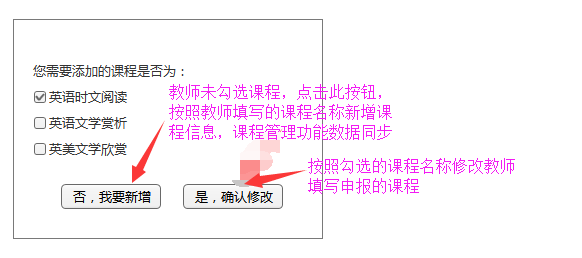 您需要添加的课程是否为：
英语时文阅读
英语文学赏析
英美文学欣赏
教师未勾选课程，点击此按钮，
按照教师填写的课程名称新增课
程信息，课程管理功能数据同步
按照勾选的课程名称修改教师
填写申报的课程
否，我要新增
是，确认修改